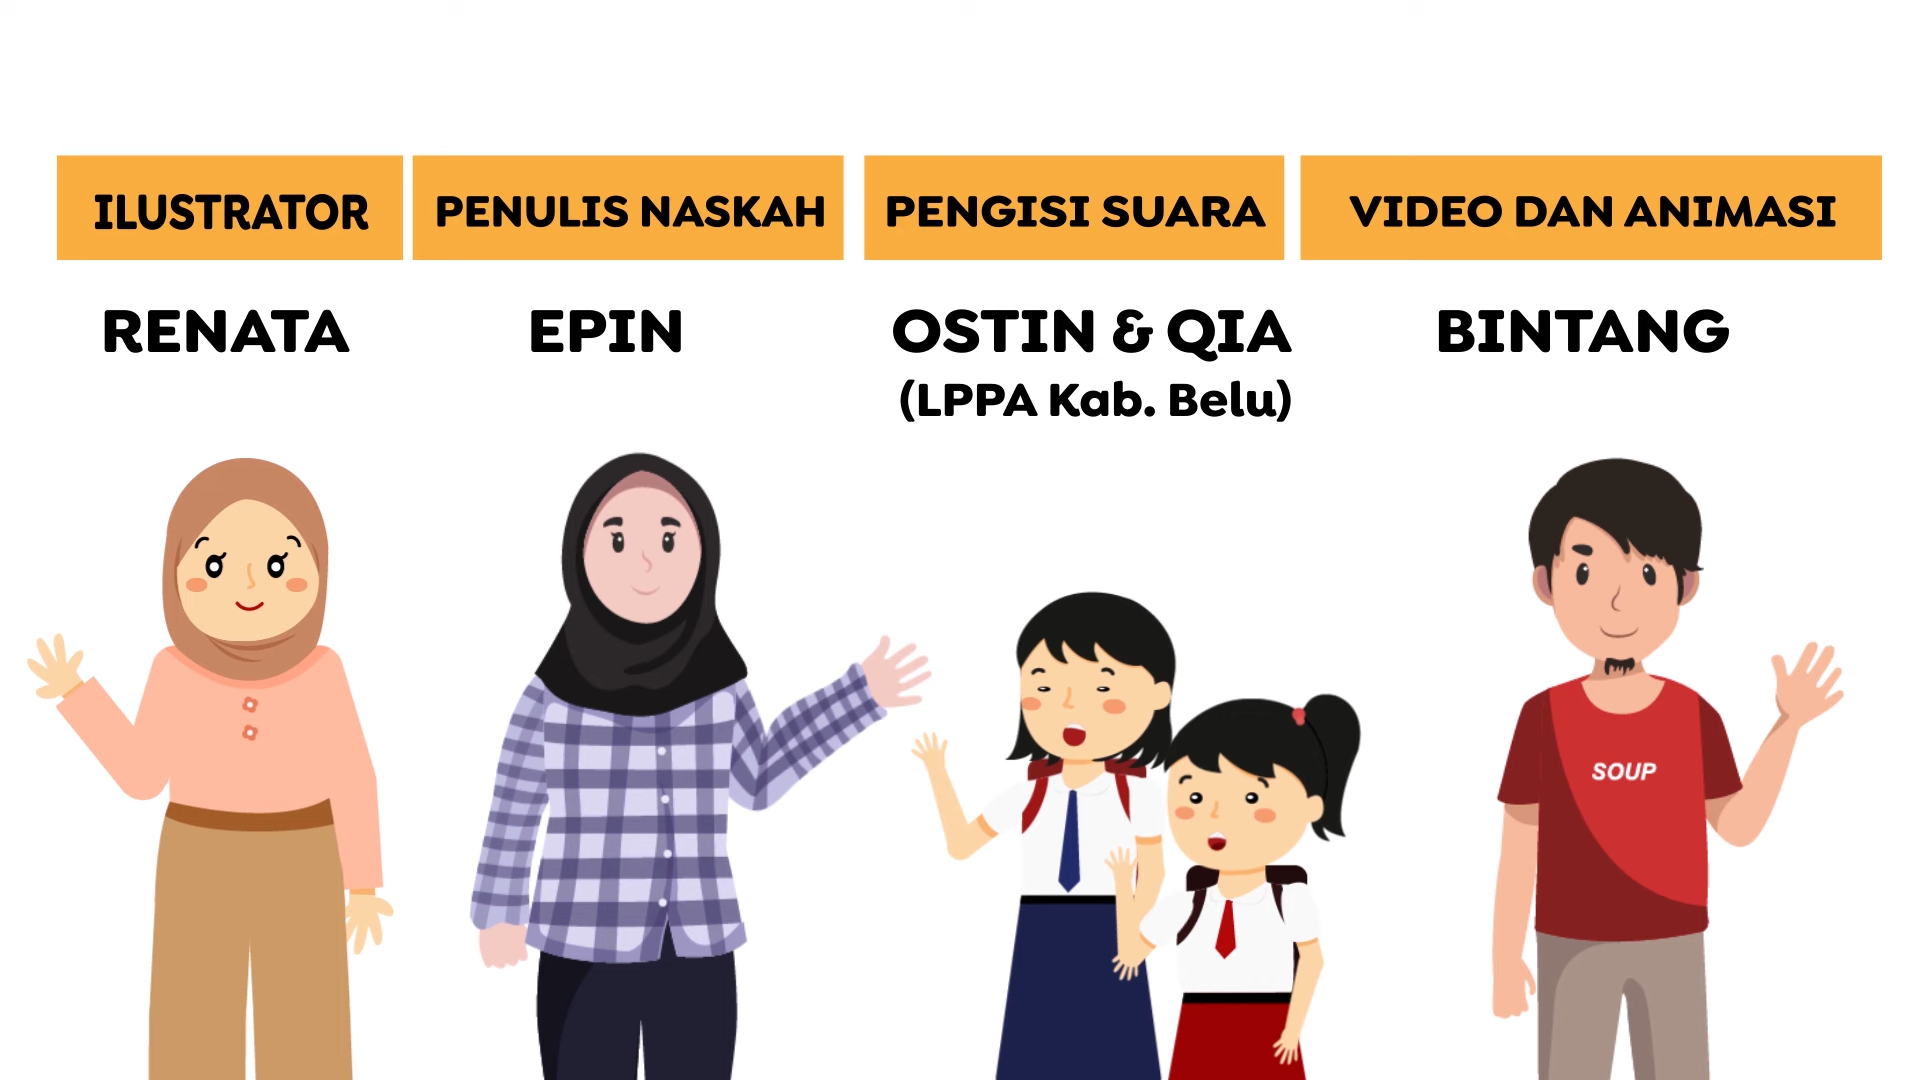 ILUSTRATOR
PENULIS NASKAH
PENGISI SUARA
VIDEO DAN ANIMASI
RENATA
EPIN
OSTIN & QIA
(LPPA Kab. Belu)
BINTANG
SOUP